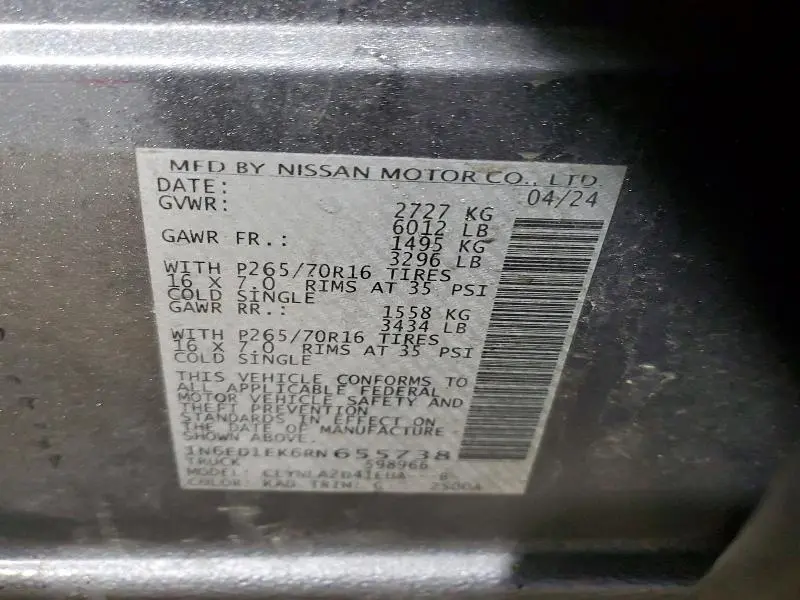 MFD BY NISSAN MOTOR CO., LTD.
DATE: 04/24
GVWR: 2727 KG
6012 LB
GAWR FR.: 1495 KG
3296 LB
WITH P265/70R16 TIRES
16 X 7.0 RIMS AT 35 PSI
COLD SINGLE
GAWR RR.: 1558 KG
3434 LB
WITH P265/70R16 TIRES
16 X 7.0 RIMS AT 35 PSI
COLD SINGLE
THIS VEHICLE CONFORMS TO
ALL APPLICABLE FEDERAL
MOTOR VEHICLE SAFETY AND
THEFT PREVENTION
STANDARDS IN EFFECT ON
THE DATE OF MANUFACTURE
SHOWN ABOVE.
1N6ED1EK6RN655738
TRUCK 598966
MODEL:
COLOR: KAD TRIM: G